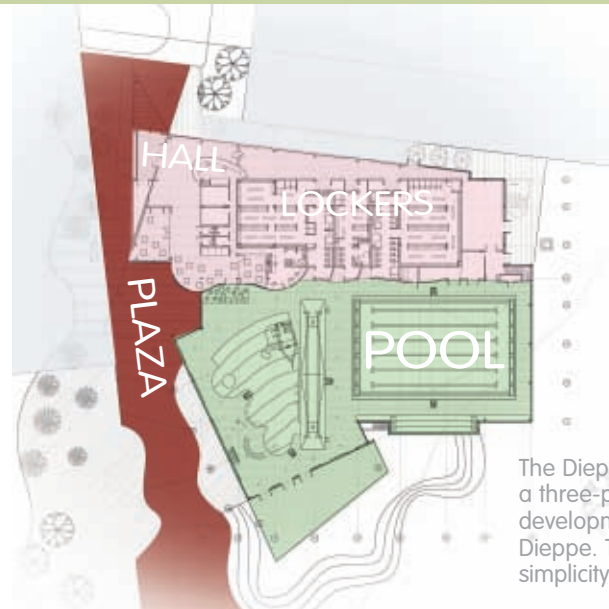 HALL
LOCKERS
PLAZA
POOL
The Diep
a three-p
developm
Dieppe. T
simplicity